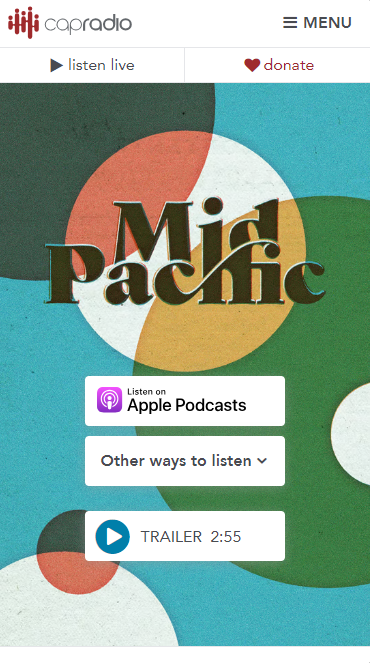 capradio
MENU
listen live
donate
Mid
Pacific
Listen on
Apple Podcasts
Other ways to listen
TRAILER 2:55